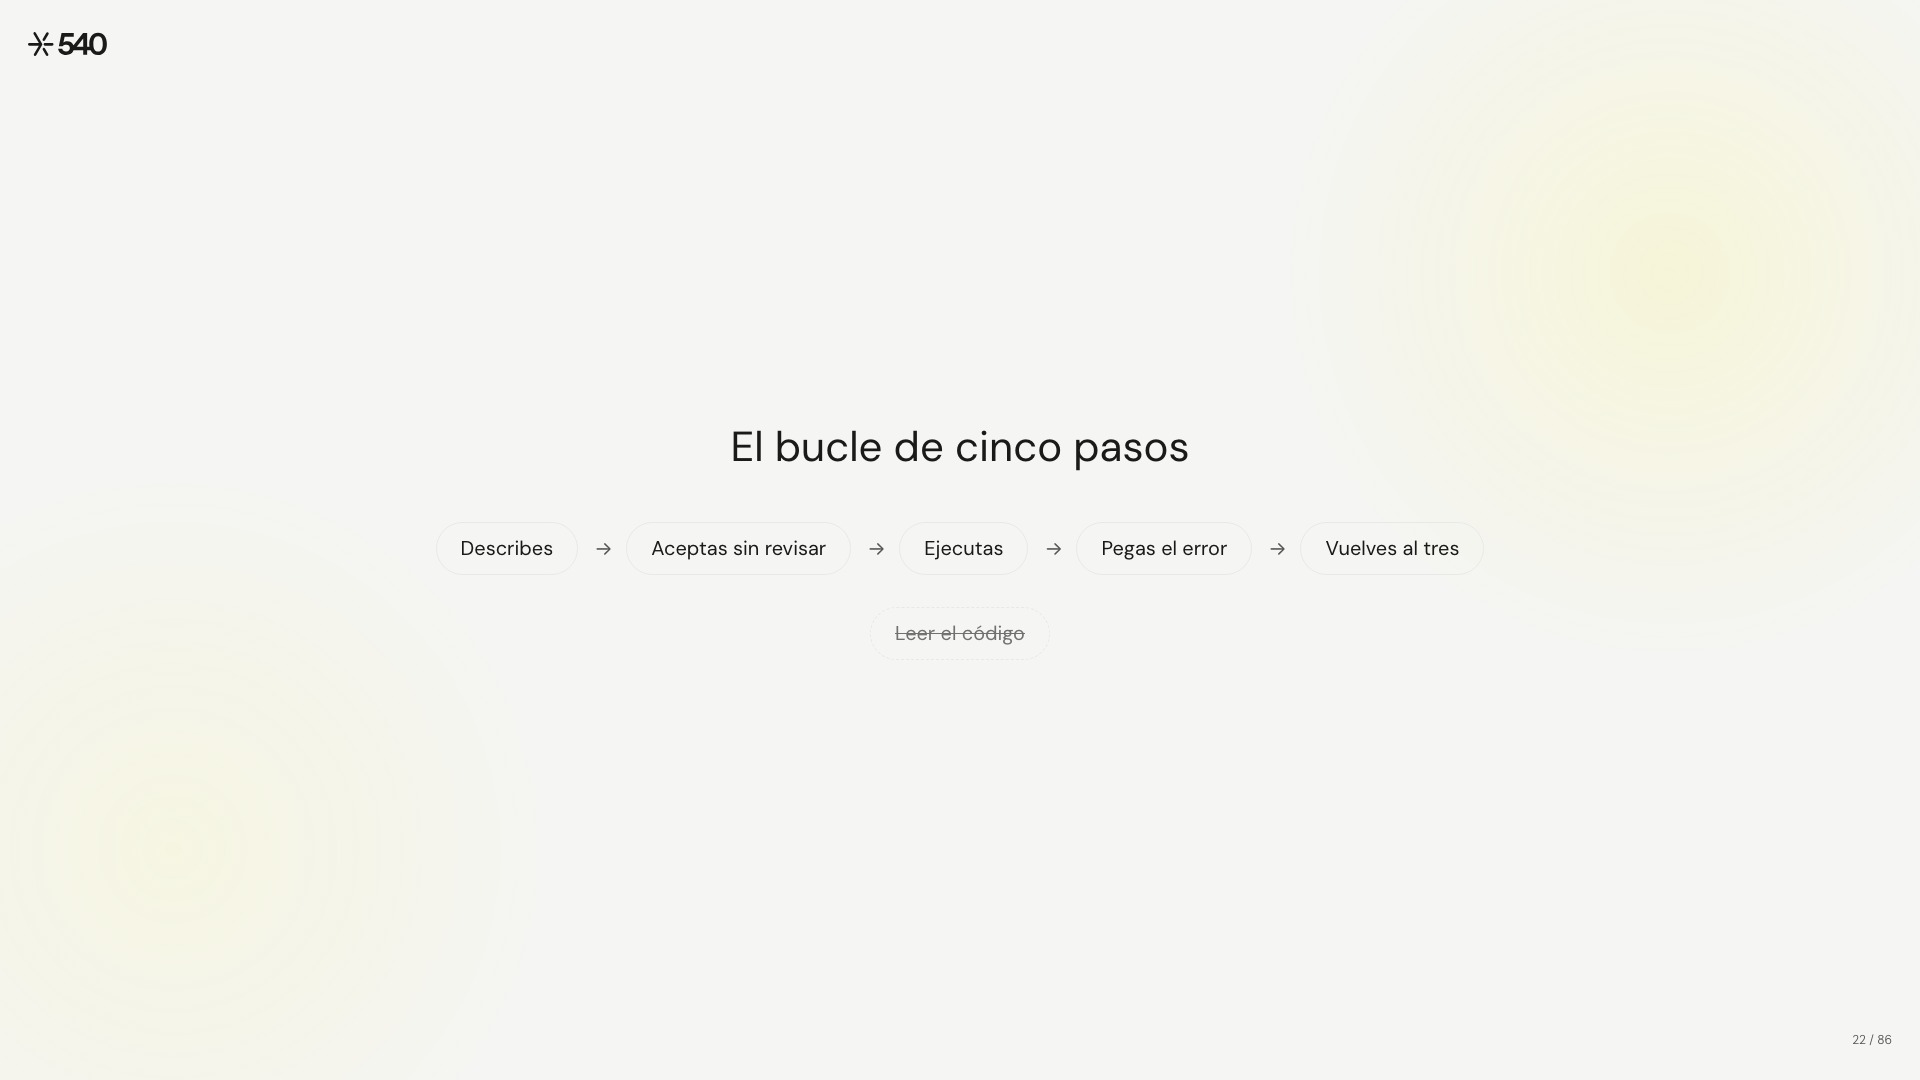 540
El bucle de cinco pasos
Describes → Aceptas sin revisar → Ejecutas → Pegas el error → Vuelves al tres
Leer el código
22 / 86